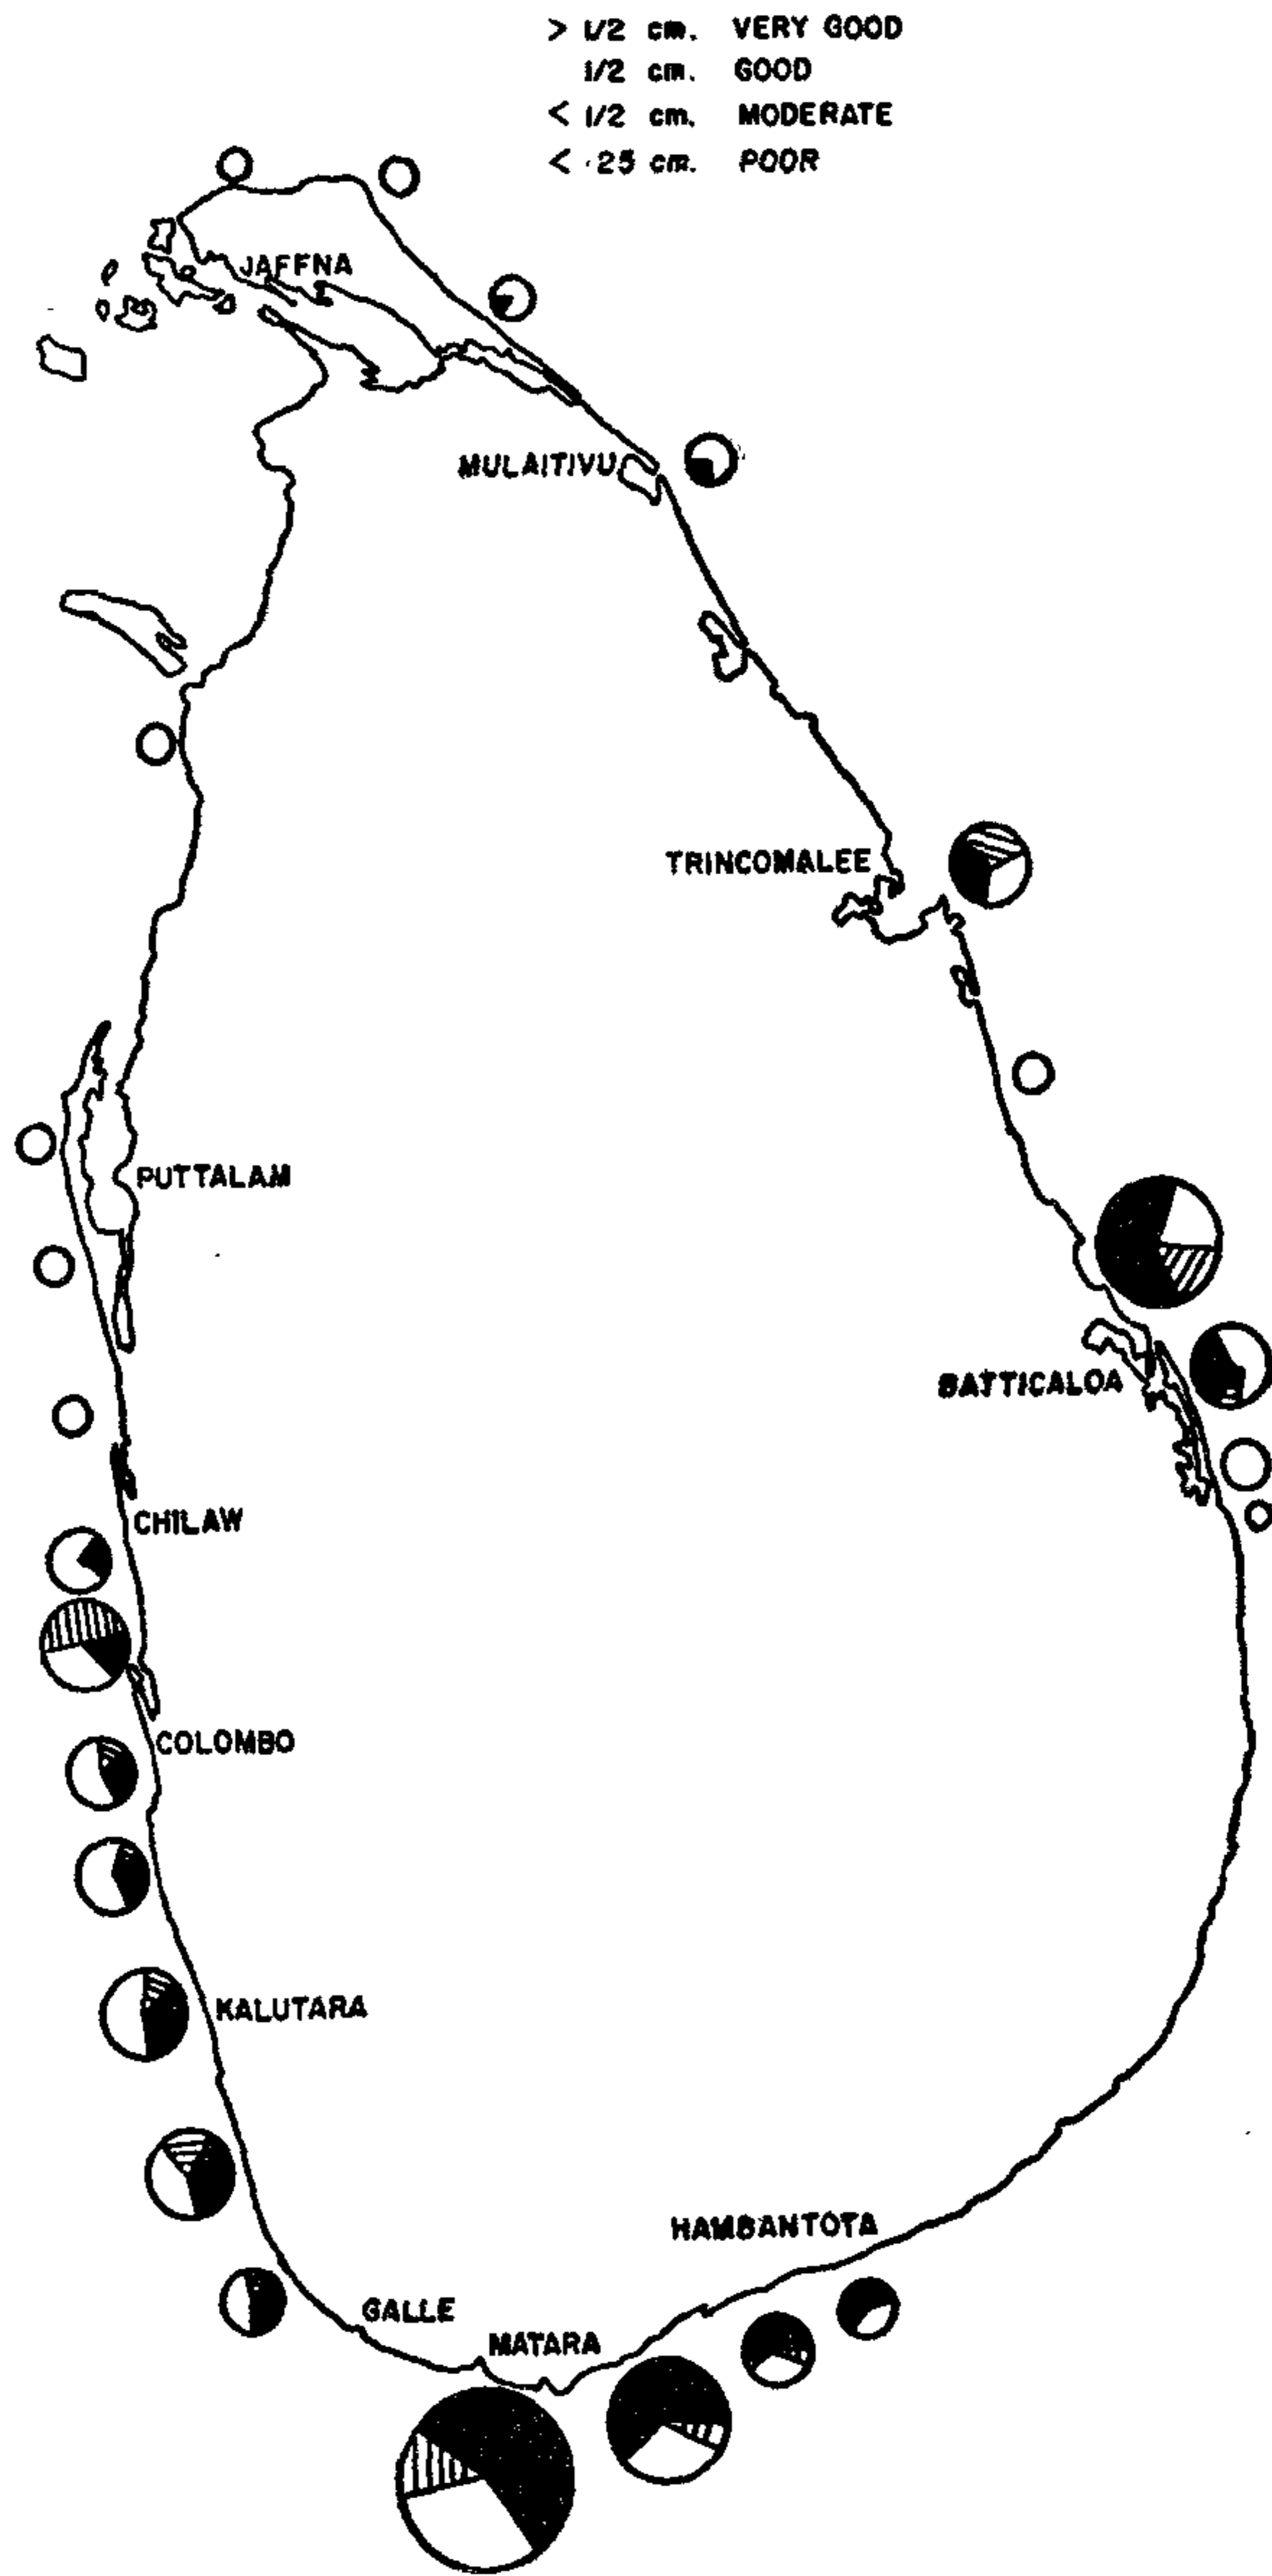 > 1/2 cm. VERY GOOD
1/2 cm. GOOD
< 1/2 cm. MODERATE
< .25 cm. POOR
JAFFNA
MULAITIVU
TRINCOMALEE
PUTTALAM
BATTICALOA
CHILAW
COLOMBO
KALUTARA
HAMBANTOTA
GALLE
MATARA